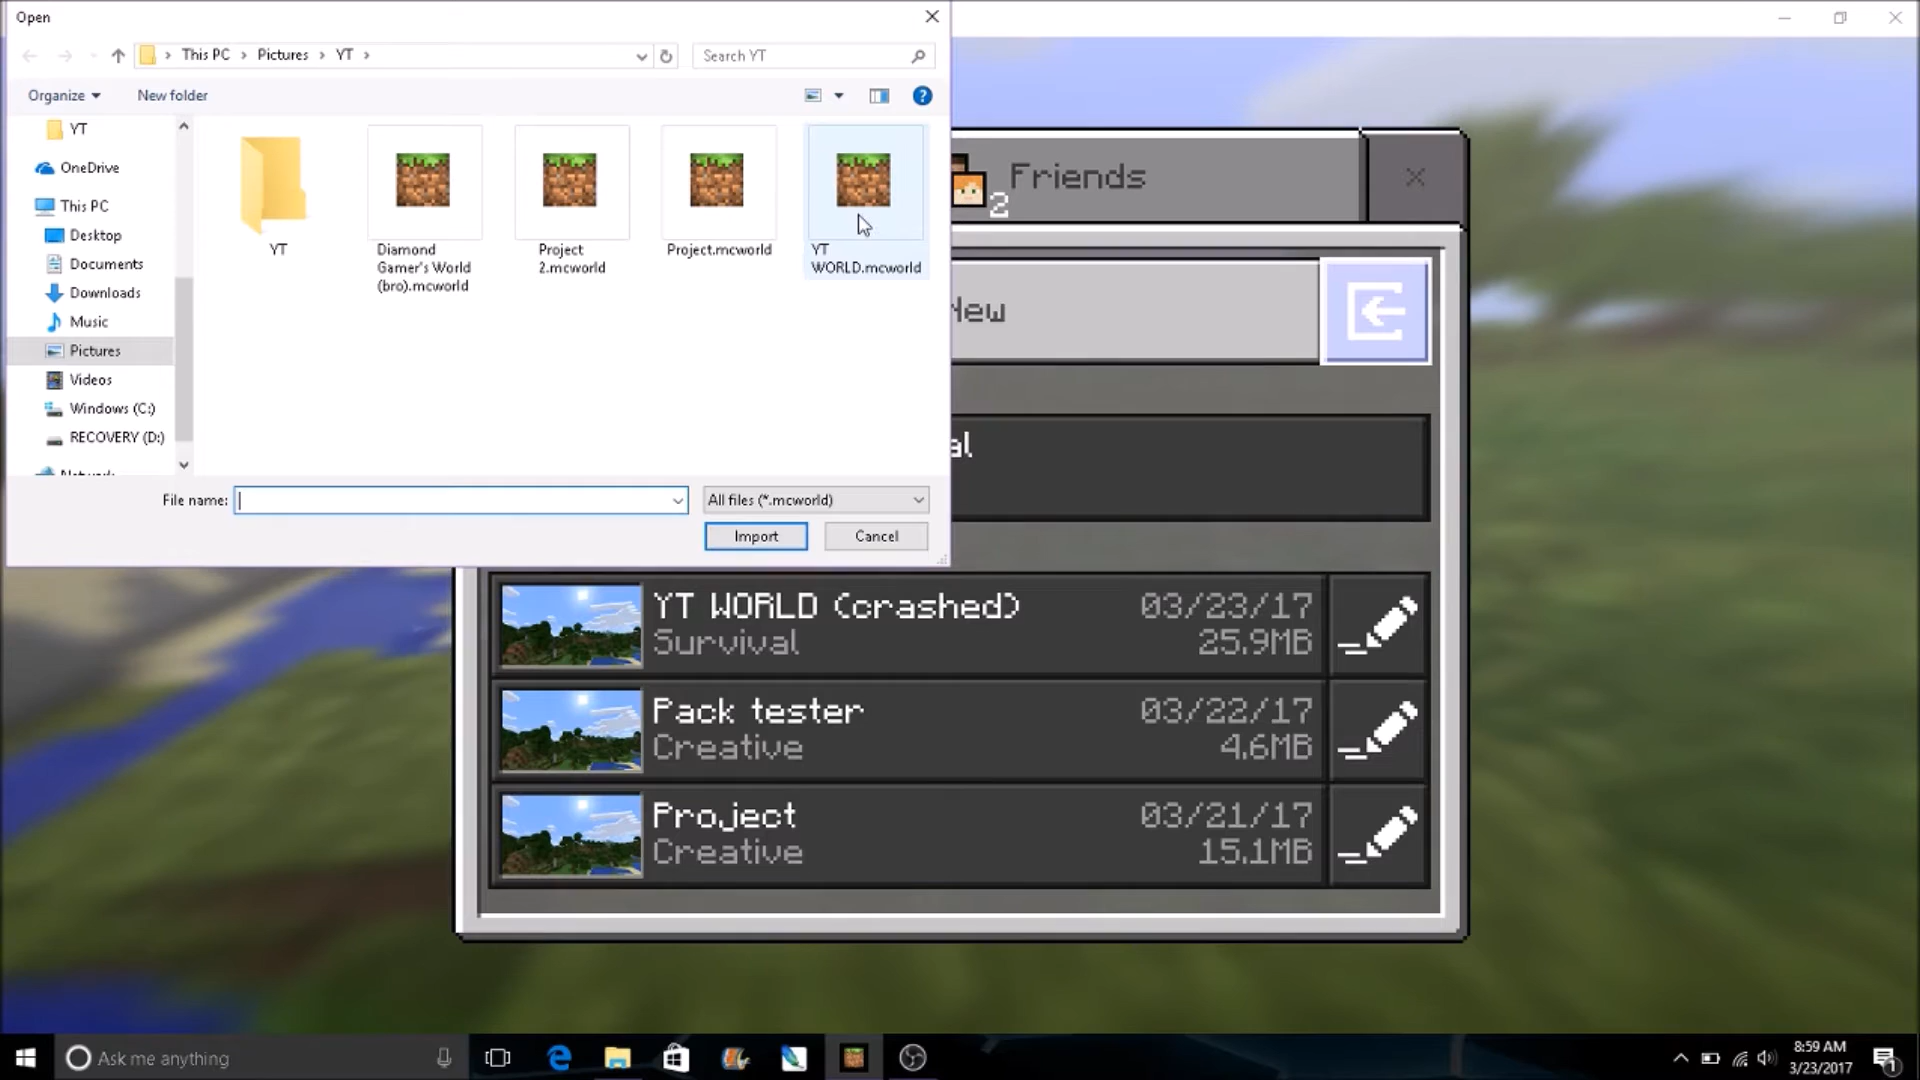 Open
This PC > Pictures > YT >
Search YT
Organize
New folder
YT
OneDrive
This PC
Desktop
Documents
Downloads
Music
Pictures
Videos
Windows (C:)
RECOVERY (D:)
YT
Diamond
Gamer's World
(bro).mcworld
Project
2.mcworld
Project.mcworld
YT
WORLD.mcworld
File name:
All files (*.mcworld)
Import
Cancel
Friends
2
New
al
YT WORLD (crashed)
03/23/17
Survival
25.9MB
Pack tester
03/22/17
Creative
4.6MB
Project
03/21/17
Creative
15.1MB
Ask me anything
8:59 AM
3/23/2017
1